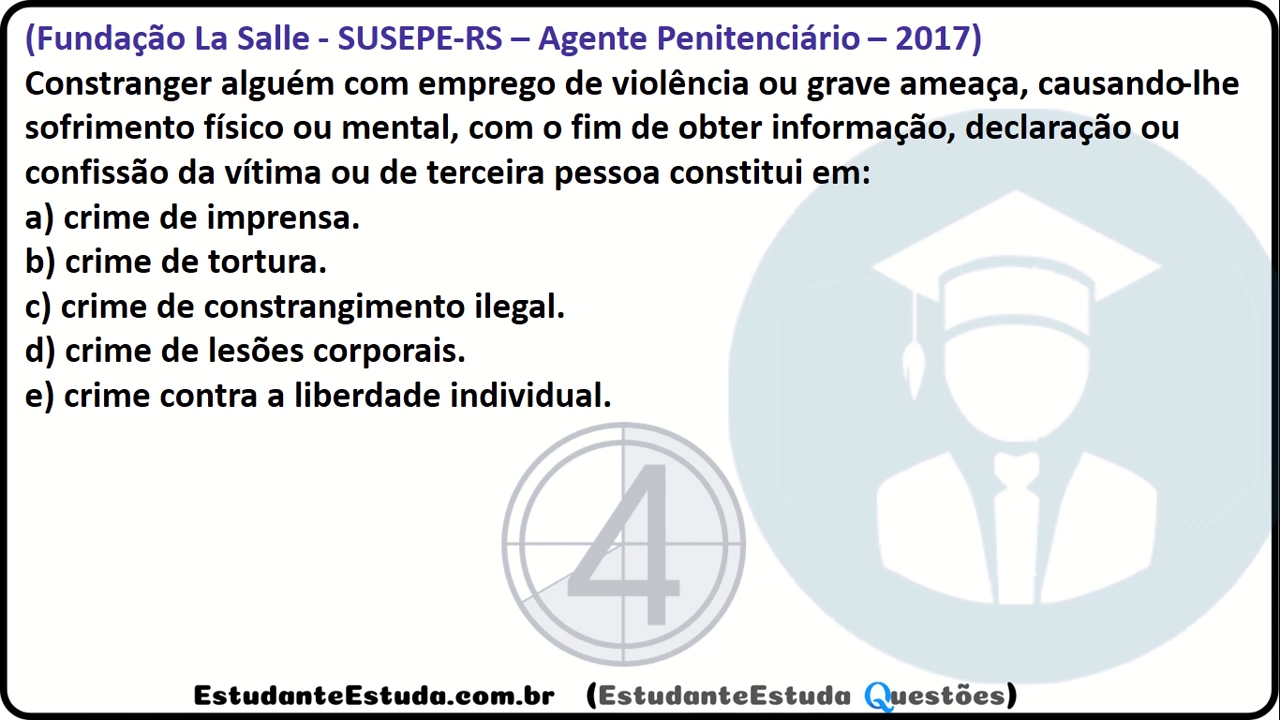 (Fundação La Salle - SUSEPE-RS – Agente Penitenciário – 2017)
Constranger alguém com emprego de violência ou grave ameaça, causando-lhe
sofrimento físico ou mental, com o fim de obter informação, declaração ou
confissão da vítima ou de terceira pessoa constitui em:
a) crime de imprensa.
b) crime de tortura.
c) crime de constrangimento ilegal.
d) crime de lesões corporais.
e) crime contra a liberdade individual.
4
EstudanteEstuda.com.br (EstudanteEstuda Questões)